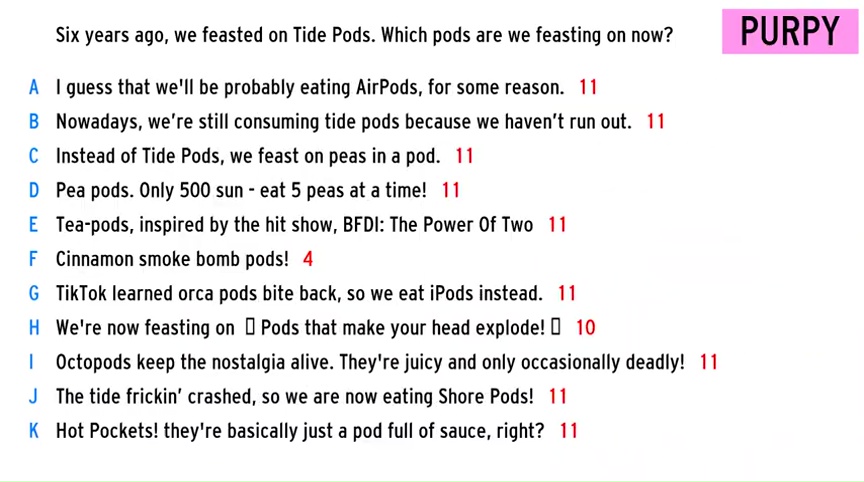 Six years ago, we feasted on Tide Pods. Which pods are we feasting on now?
PURPY
A I guess that we'll be probably eating AirPods, for some reason. 11
B Nowadays, we're still consuming tide pods because we haven't run out. 11
C Instead of Tide Pods, we feast on peas in a pod. 11
D Pea pods. Only 500 sun - eat 5 peas at a time! 11
E Tea-pods, inspired by the hit show, BFDI: The Power Of Two 11
F Cinnamon smoke bomb pods! 4
G TikTok learned orca pods bite back, so we eat iPods instead. 11
H We're now feasting on ▯ Pods that make your head explode! ▯ 10
I Octopods keep the nostalgia alive. They're juicy and only occasionally deadly! 11
J The tide frickin’ crashed, so we are now eating Shore Pods! 11
K Hot Pockets! they're basically just a pod full of sauce, right? 11